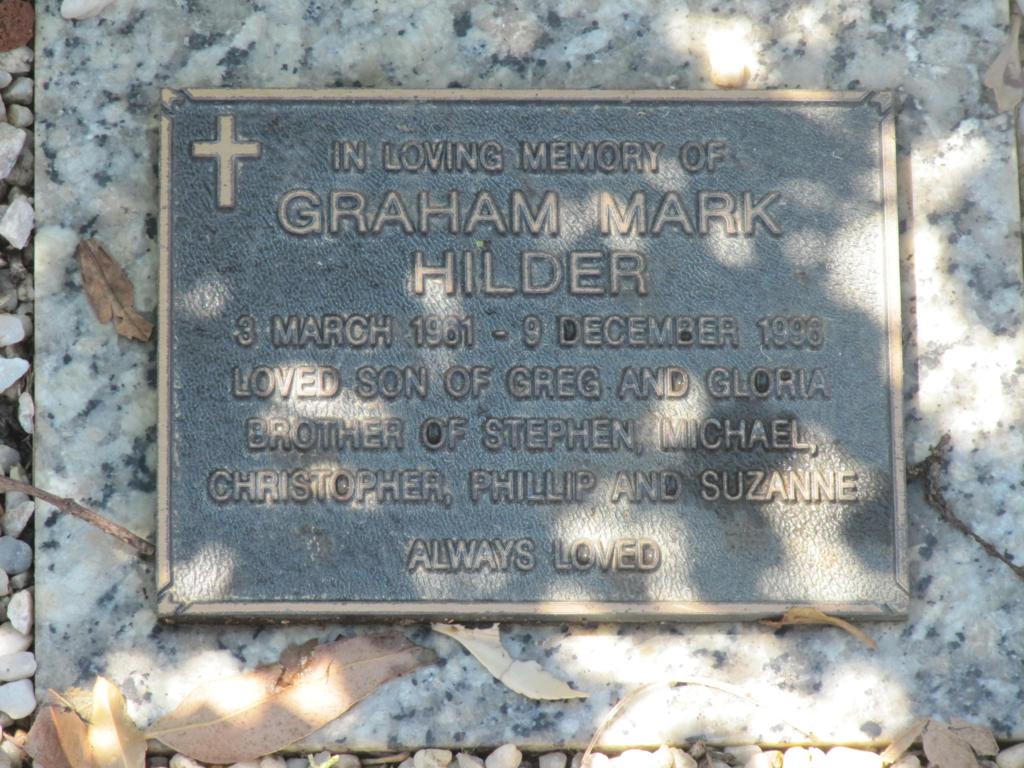 IN LOVING MEMORY OF
GRAHAM MARK
HILDER
3 MARCH 1961 - 9 DECEMBER 1996
LOVED SON OF GREG AND GLORIA
BROTHER OF STEPHEN, MICHAEL,
CHRISTOPHER, PHILLIP AND SUZANNE
ALWAYS LOVED